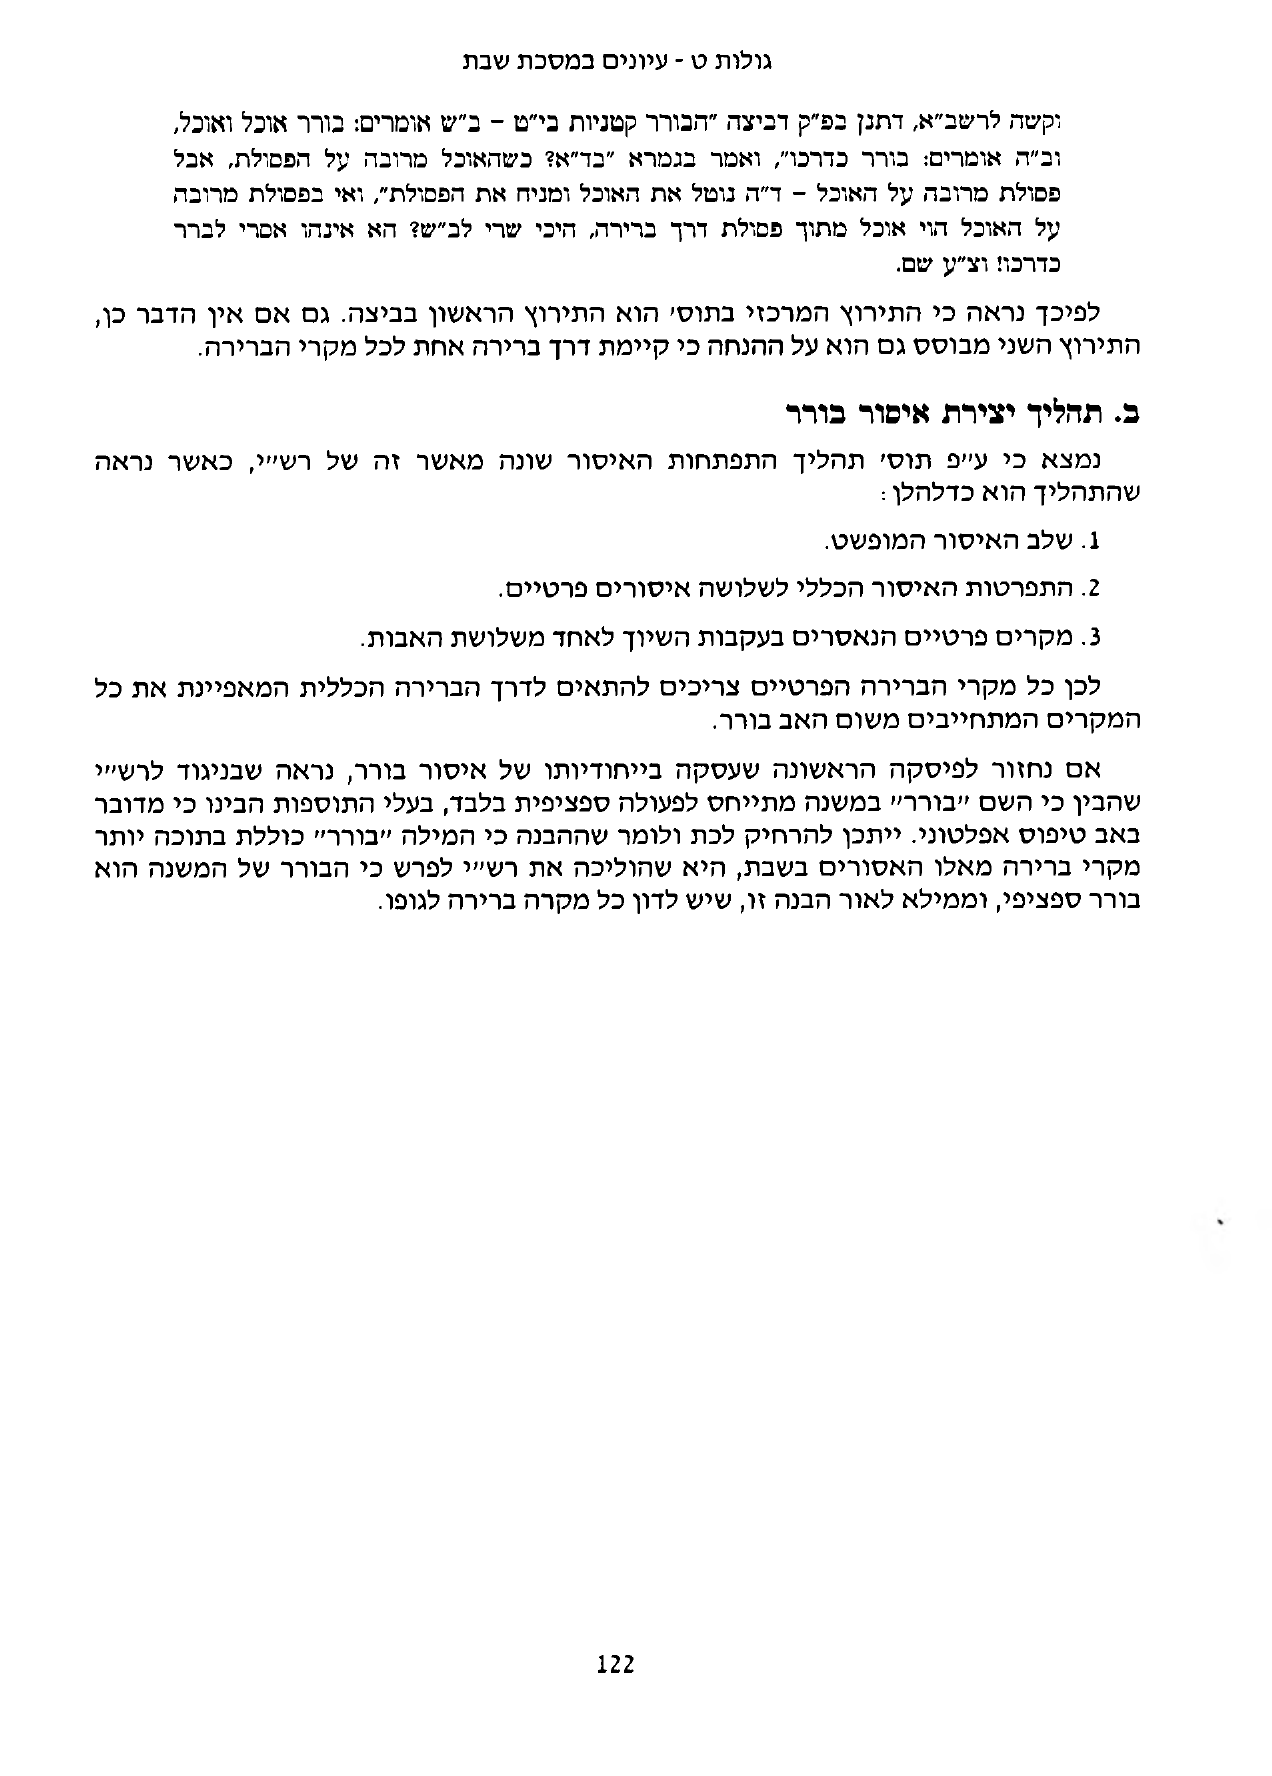 גולות ט - עיונים במסכת שבת
וקשה לרשב"א, דתנן בפ"ק דביצה "הבורר קטניות בי"ט – ב"ש אומרים: בורר אוכל ואוכל,
וב"ה אומרים: בורר כדרכו", ואמר בגמרא "בד"א? כשהאוכל מרובה על הפסולת, אבל
פסולת מרובה על האוכל – ד"ה נוטל את האוכל ומניח את הפסולת", ואי בפסולת מרובה
על האוכל הוי אוכל מתוך פסולת דרך ברירה, היכי שרי לב"ש? הא אינהו אסרי לברר
כדרכו! וצ"ע שם.
לפיכך נראה כי התירוץ המרכזי בתוס' הוא התירוץ הראשון בביצה. גם אם אין הדבר כן,
התירוץ השני מבוסס גם הוא על ההנחה כי קיימת דרך ברירה אחת לכל מקרי הברירה.
ב. תהליך יצירת איסור בורר
נמצא כי ע"פ תוס' תהליך התפתחות האיסור שונה מאשר זה של רש"י, כאשר נראה
שהתהליך הוא כדלהלן:
1. שלב האיסור המופשט.
2. התפרטות האיסור הכללי לשלושה איסורים פרטיים.
3. מקרים פרטיים הנאסרים בעקבות השיוך לאחד משלושת האבות.
לכן כל מקרי הברירה הפרטיים צריכים להתאים לדרך הברירה הכללית המאפיינת את כל
המקרים המתחייבים משום האב בורר.
אם נחזור לפיסקה הראשונה שעסקה בייחודיותו של איסור בורר, נראה שבניגוד לרש"י
שהבין כי השם "בורר" במשנה מתייחס לפעולה ספציפית בלבד, בעלי התוספות הבינו כי מדובר
באב טיפוס אפלטוני. ייתכן להרחיק לכת ולומר שההבנה כי המילה "בורר" כוללת בתוכה יותר
מקרי ברירה מאלו האסורים בשבת, היא שהוליכה את רש"י לפרש כי הבורר של המשנה הוא
בורר ספציפי, וממילא לאור הבנה זו, שיש לדון כל מקרה ברירה לגופו.
122